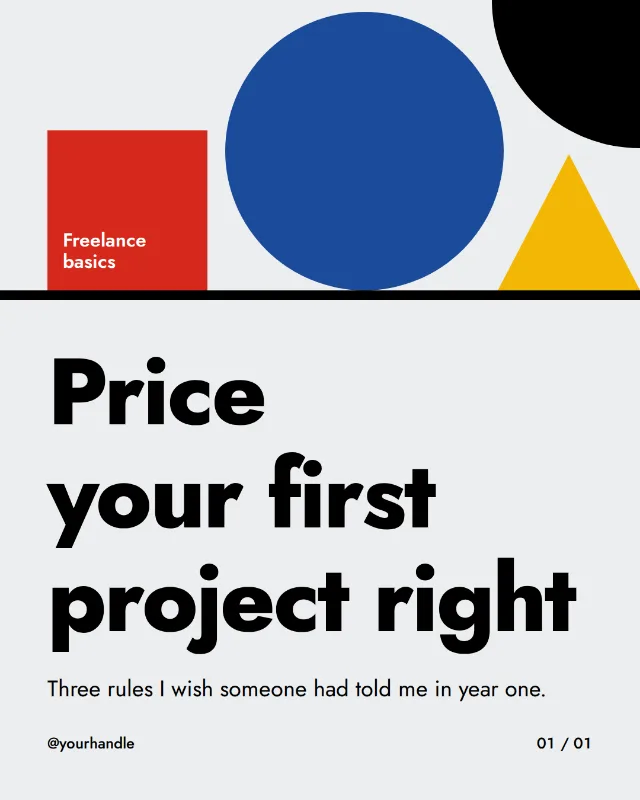 Freelance
basics
Price
your first
project right
Three rules I wish someone had told me in year one.
@yourhandle
01 / 01